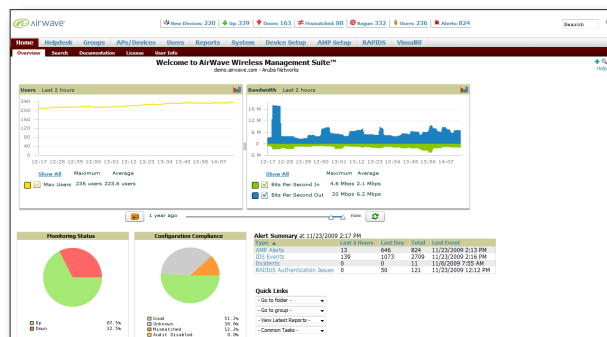 airwave
New Devices: 220 Up: 339 Down: 163 Mismatched: 88 Rogue: 332 Users: 236 Alerts: 824
Search
Home Helpdesk Groups APs/Devices Users Reports System Device Setup AMP Setup RAPIDS VisualRF
Overview Search Documentation License User Info
Welcome to AirWave Wireless Management Suite™
demo.airwave.com - Aruba Networks
Help
Users Last 2 hours
240
200
160
120
80
40
0
12:17 12:28 12:39 12:50 13:01 13:12 13:23 13:34 13:45 13:56 14:07
Show All Maximum Average
Max Users 236 users 223.6 users
Bandwidth Last 2 hours
18 M
12 M
6 M
0
6 M
12:17 12:28 12:39 12:50 13:01 13:12 13:23 13:34 13:45 13:56 14:07
Show All Maximum Average
Bits Per Second In 4.6 Mbps 2.1 Mbps
Bits Per Second Out 20 Mbps 6.2 Mbps
1 year ago now
Monitoring Status
Up 67.5%
Down 32.5%
Configuration Compliance
Good 51.2%
Unknown 36.6%
Mismatched 12.2%
Audit Disabled 0.0%
Alert Summary at 11/23/2009 2:17 PM
Type Last 2 Hours Last Day Total Last Event
AMP Alerts 13 646 824 11/23/2009 2:13 PM
IDS Events 139 1073 2709 11/23/2009 2:16 PM
Incidents 0 0 11 11/6/2009 7:55 AM
RADIUS Authentication Issues 0 50 121 11/23/2009 12:12 PM
Quick Links
- Go to folder -
- Go to group -
- View Latest Reports -
- Common Tasks -